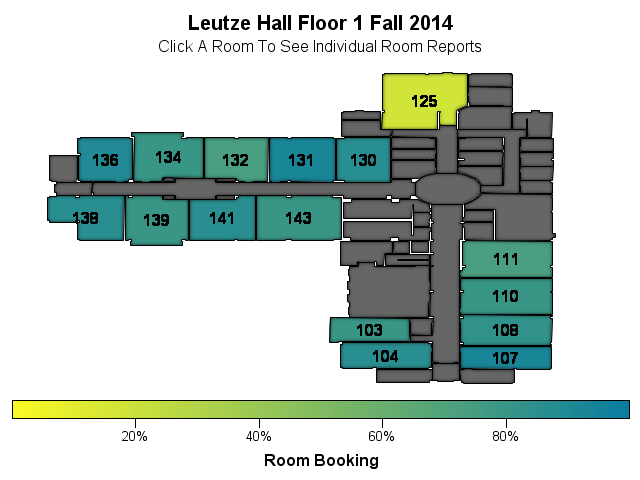 Leutze Hall Floor 1 Fall 2014
Click A Room To See Individual Room Reports
125
136 134 132 131 130
138 139 141 143
111
110
103 108
104 107
20% 40% 60% 80%
Room Booking